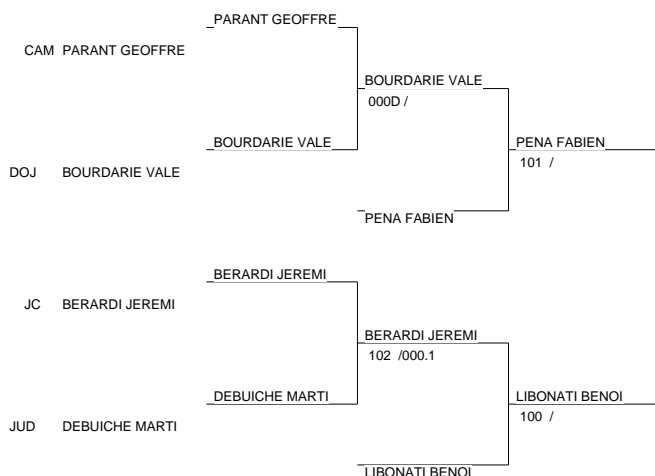 PARANT GEOFFRE
CAM PARANT GEOFFRE
BOURDARIE VALE
000D /
BOURDARIE VALE
PENA FABIEN
101 /
DOJ BOURDARIE VALE
PENA FABIEN
BERARDI JEREMI
JC BERARDI JEREMI
BERARDI JEREMI
102 /000.1
DEBUICHE MARTI
LIBONATI BENOI
100 /
JUD DEBUICHE MARTI
LIBONATI BENOI